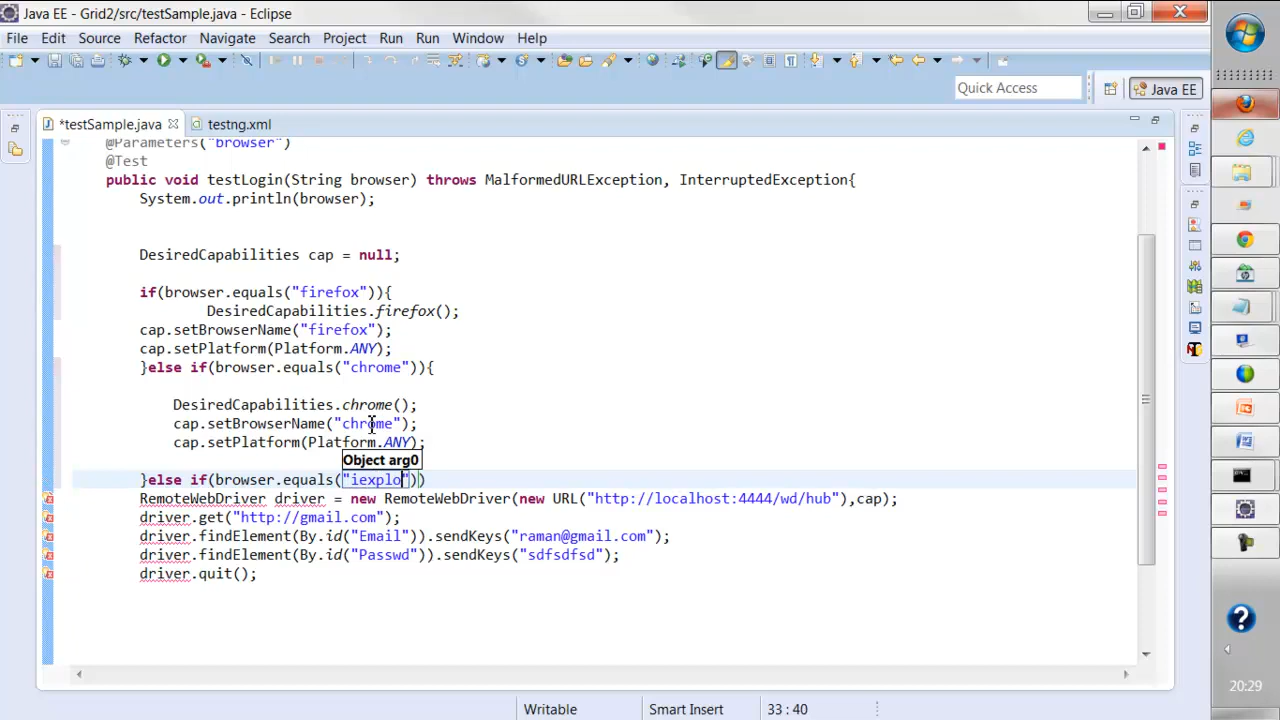 Java EE - Grid2/src/testSample.java - Eclipse
File Edit Source Refactor Navigate Search Project Run Run Window Help
Quick Access
Java EE
*testSample.java
testng.xml
@Parameters("browser")
@Test
public void testLogin(String browser) throws MalformedURLException, InterruptedException{
System.out.println(browser);
DesiredCapabilities cap = null;
if(browser.equals("firefox")){
DesiredCapabilities.firefox();
cap.setBrowserName("firefox");
cap.setPlatform(Platform.ANY);
}else if(browser.equals("chrome")){
DesiredCapabilities.chrome();
cap.setBrowserName("chrome");
cap.setPlatform(Platform.ANY);
Object arg0
}else if(browser.equals("iexplo"))
RemoteWebDriver driver = new RemoteWebDriver(new URL("http://localhost:4444/wd/hub"),cap);
driver.get("http://gmail.com");
driver.findElement(By.id("Email")).sendKeys("raman@gmail.com");
driver.findElement(By.id("Passwd")).sendKeys("sdfsdfsd");
driver.quit();
Writable
Smart Insert
33 : 40
20:29